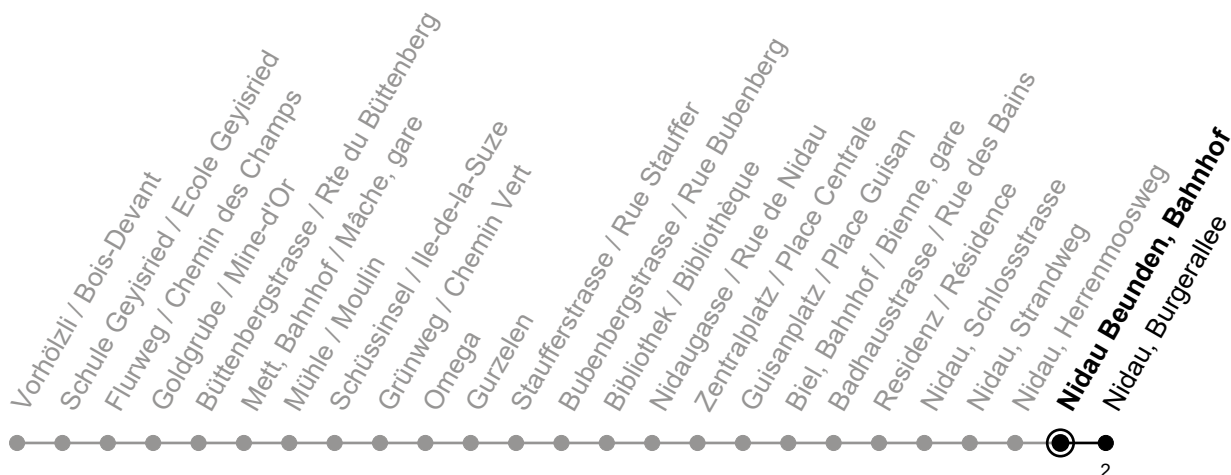 Vorhölzli / Bois-Devant
Schule Geyisried / Ecole Geyisried
Flurweg / Chemin des Champs
Goldgrube / Mine-d'Or
Büttenbergstrasse / Rte du Büttenberg
Mett, Bahnhof / Mâche, gare
Mühle / Moulin
Schüssinsel / Ile-de-la-Suze
Grünweg / Chemin Vert
Omega
Gurzelen
Staufferstrasse / Rue Stauffer
Bubenbergstrasse / Rue Bubenberg
Bibliothek / Bibliothèque
Nidaugasse / Rue de Nidau
Zentralplatz / Place Centrale
Guisanplatz / Place Guisan
Biel, Bahnhof / Bienne, gare
Badhausstrasse / Rue des Bains
Residenz / Résidence
Nidau, Schlossstrasse
Nidau, Strandweg
Nidau, Herrenmoosweg
Nidau Beunden, Bahnhof
Nidau, Burgerallee
2